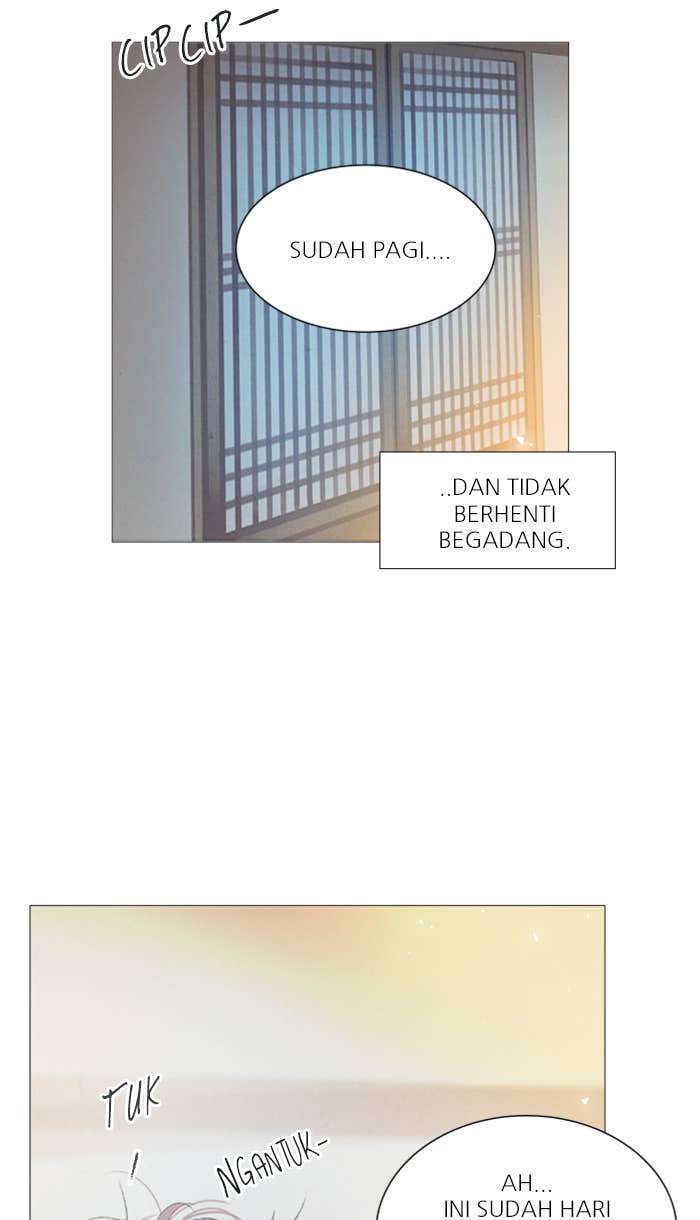 CIP CIP—
SUDAH PAGI....
..DAN TIDAK
BERHENTI
BEGADANG.
TUK
NGANTUK-
AH...
INI SUDAH HARI